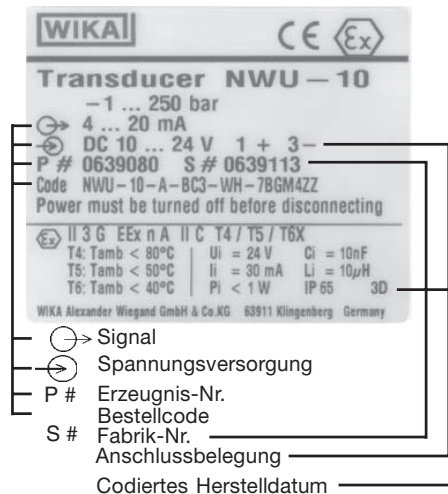 WIKA CE Ex
Transducer NWU – 10
–1 ... 250 bar
4 ... 20 mA
DC 10 ... 24 V 1 + 3 –
P # 0639080 S # 0639113
Code NWU – 10 – A – BC3 – WH – 7BGM4ZZ
Power must be turned off before disconnecting
Ex II 3 G EEx n A II C T4 / T5 / T6X
T4: Tamb < 80°C Ui = 24 V Ci = 10nF
T5: Tamb < 50°C Ii = 30 mA Li = 10µH
T6: Tamb < 40°C Pi < 1 W IP 65 3D
WIKA Alexander Wiegand GmbH & Co.KG 63911 Klingenberg Germany
Signal
Spannungsversorgung
P # Erzeugnis-Nr.
Bestellcode
S # Fabrik-Nr.
Anschlussbelegung
Codiertes Herstelldatum